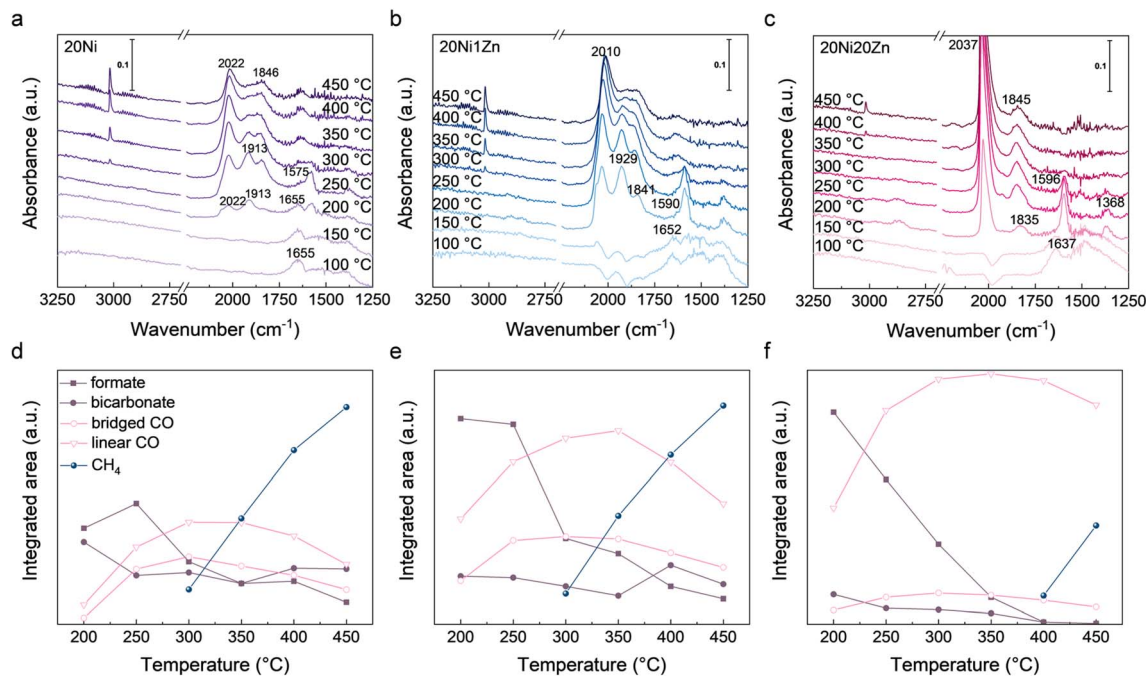 a
20Ni
0.1
2022
1846
450 °C
400 °C
350 °C
1913
300 °C
1575
250 °C
2022
1913
1655
200 °C
150 °C
1655
100 °C
Absorbance (a.u.)
3250 3000 2000 1750 1500 1250
Wavenumber (cm⁻¹)
b
20Ni1Zn
2010
0.1
450 °C
400 °C
350 °C
300 °C
1929
250 °C
1841
1590
200 °C
1652
150 °C
100 °C
Absorbance (a.u.)
3250 3000 2000 1750 1500 1250
Wavenumber (cm⁻¹)
c
20Ni20Zn
2037
0.1
450 °C
1845
400 °C
350 °C
300 °C
1596
250 °C
1368
200 °C
1835
150 °C
1637
100 °C
Absorbance (a.u.)
3250 3000 2000 1750 1500 1250
Wavenumber (cm⁻¹)
d
formate
bicarbonate
bridged CO
linear CO
CH₄
Integrated area (a.u.)
200 250 300 350 400 450
Temperature (°C)
e
Integrated area (a.u.)
200 250 300 350 400 450
Temperature (°C)
f
Integrated area (a.u.)
200 250 300 350 400 450
Temperature (°C)